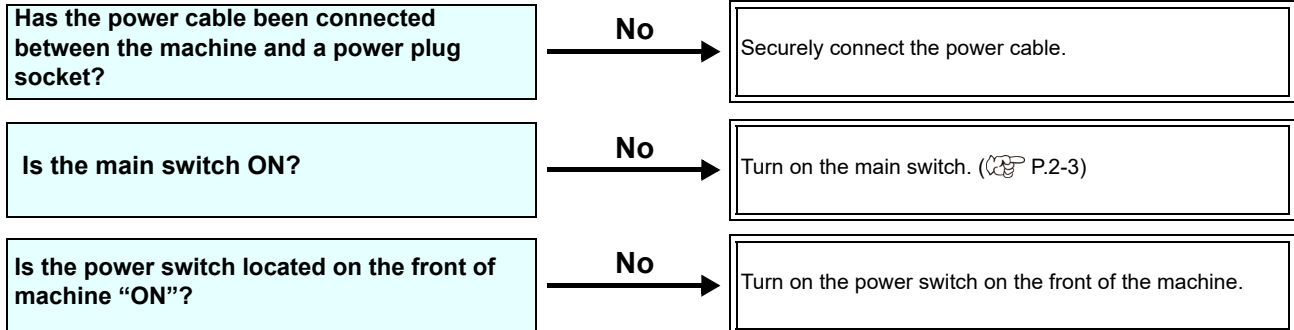 Has the power cable been connected
between the machine and a power plug
socket?
No
Securely connect the power cable.
Is the main switch ON?
No
Turn on the main switch. ( P.2-3)
Is the power switch located on the front of
machine “ON”?
No
Turn on the power switch on the front of the machine.